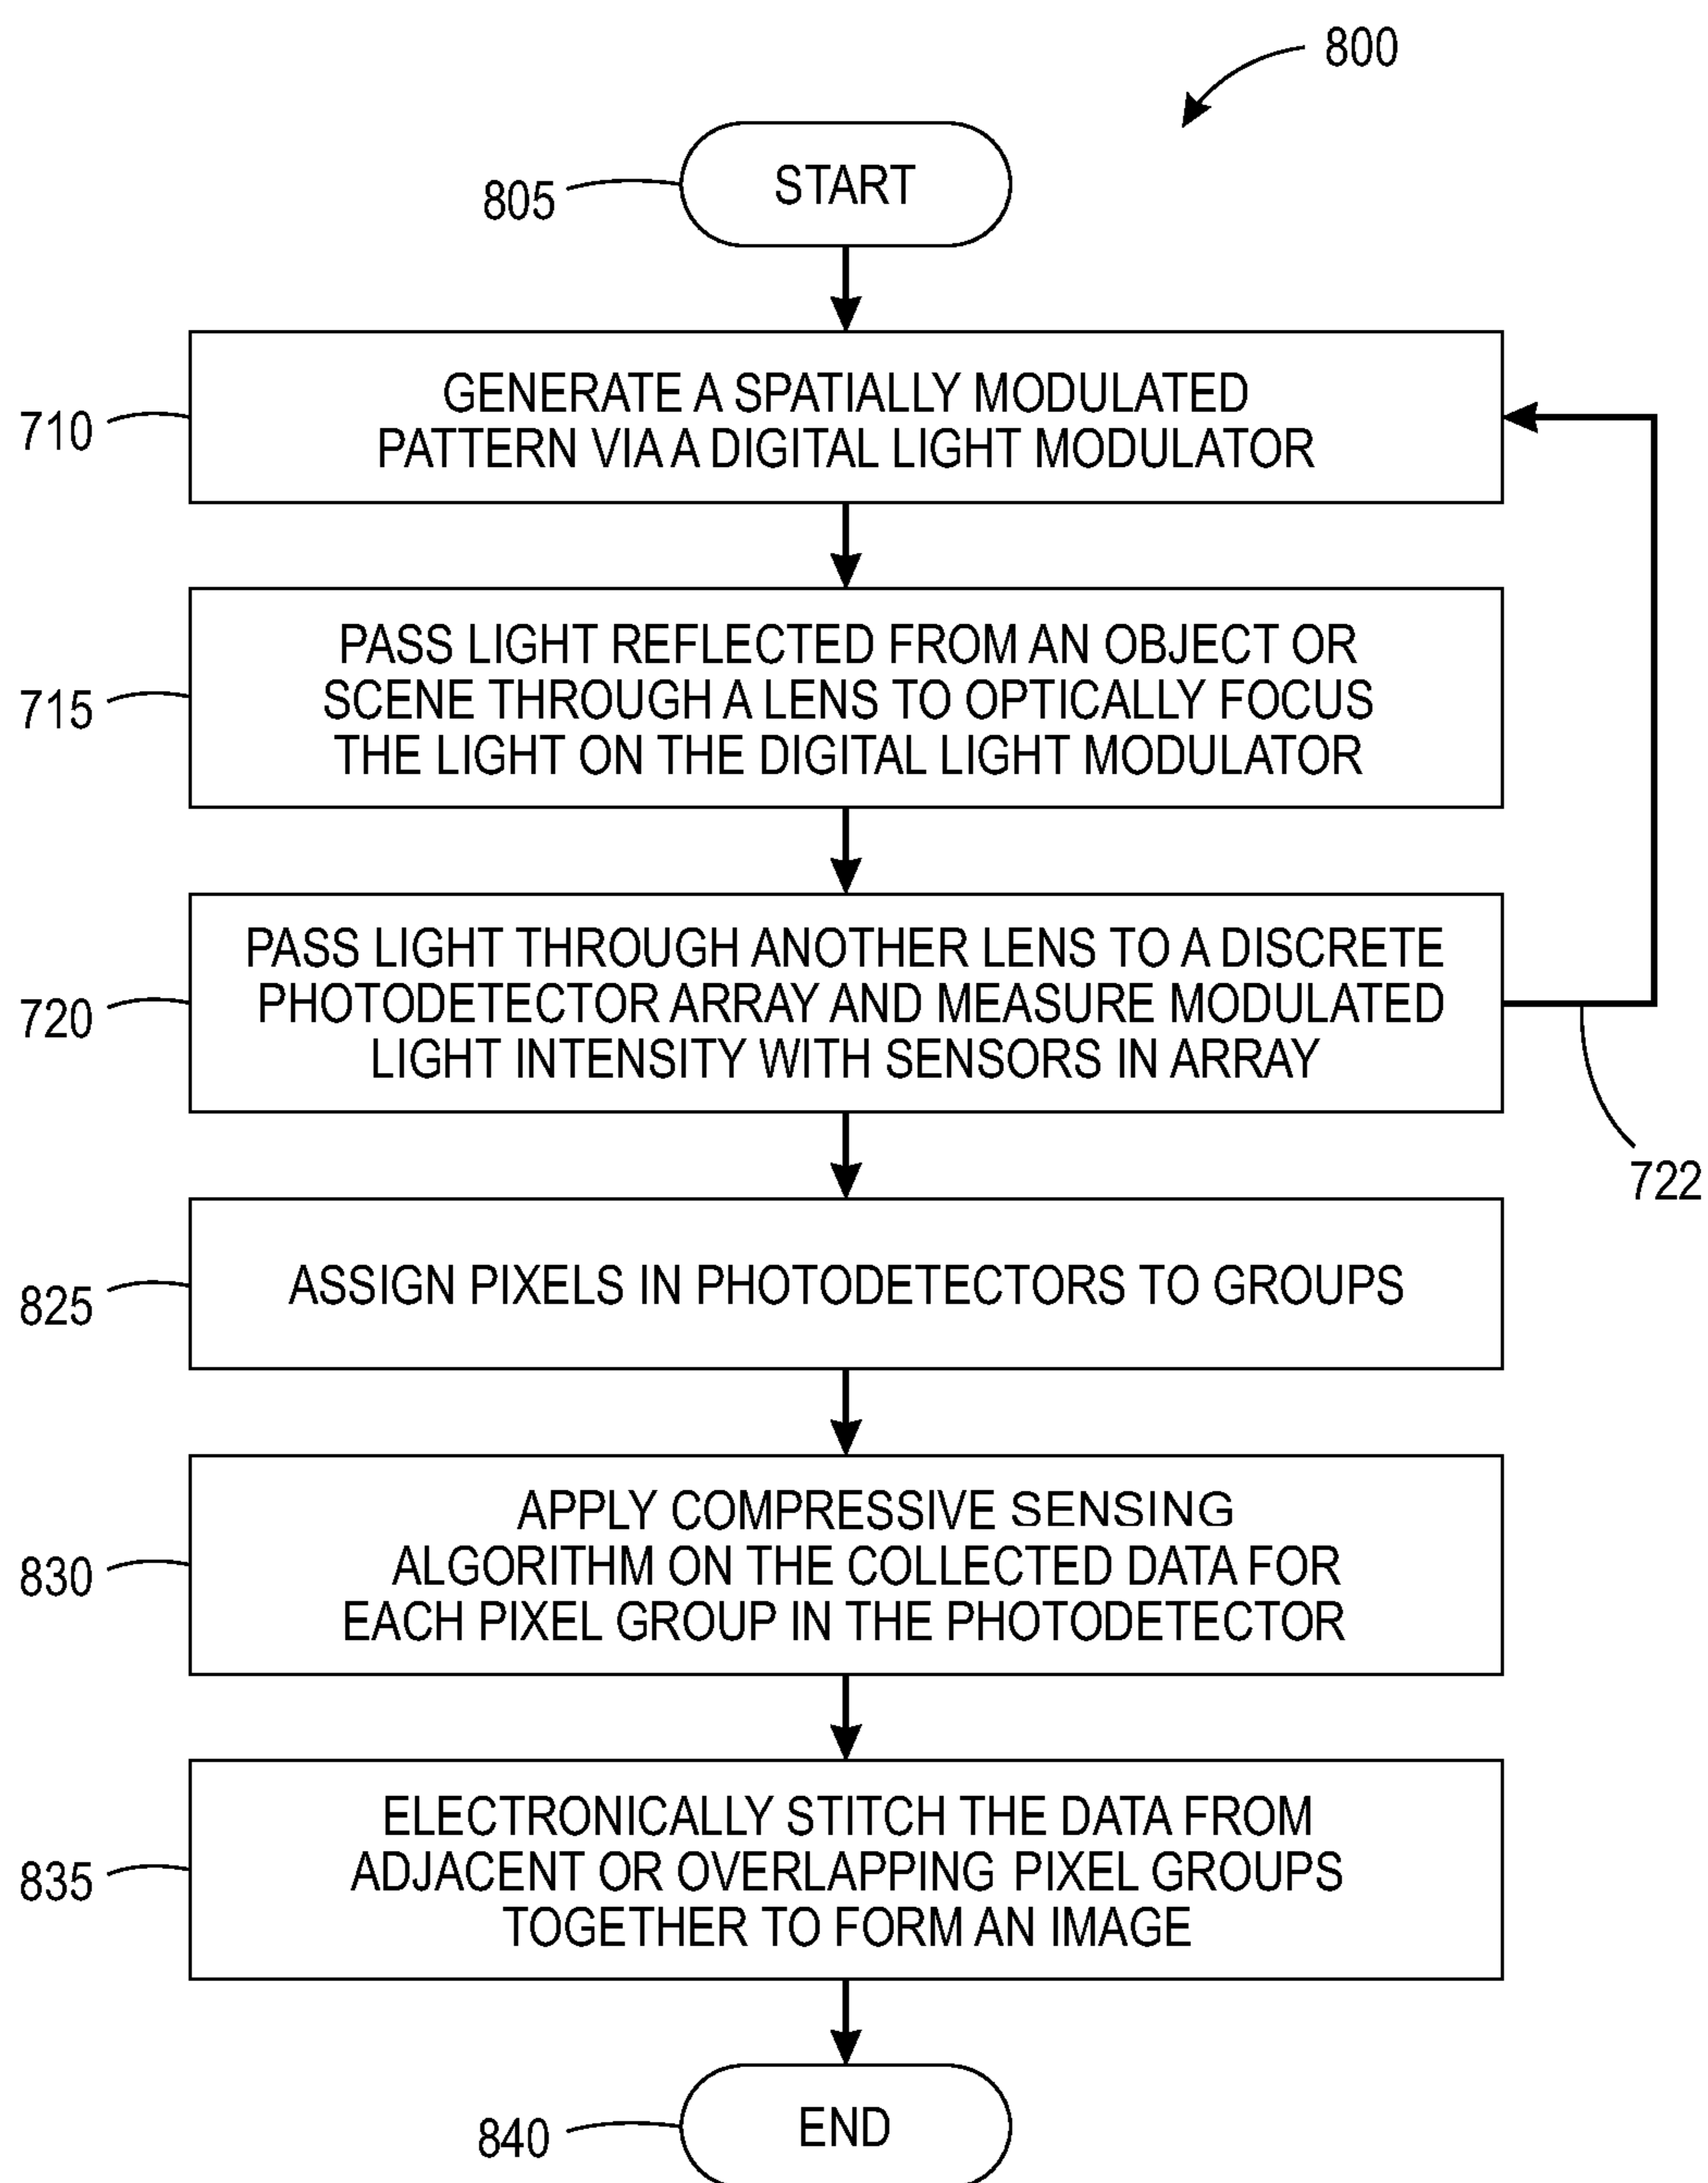 800
805
START
710
GENERATE A SPATIALLY MODULATED
PATTERN VIA A DIGITAL LIGHT MODULATOR
715
PASS LIGHT REFLECTED FROM AN OBJECT OR
SCENE THROUGH A LENS TO OPTICALLY FOCUS
THE LIGHT ON THE DIGITAL LIGHT MODULATOR
720
PASS LIGHT THROUGH ANOTHER LENS TO A DISCRETE
PHOTODETECTOR ARRAY AND MEASURE MODULATED
LIGHT INTENSITY WITH SENSORS IN ARRAY
722
825
ASSIGN PIXELS IN PHOTODETECTORS TO GROUPS
830
APPLY COMPRESSIVE SENSING
ALGORITHM ON THE COLLECTED DATA FOR
EACH PIXEL GROUP IN THE PHOTODETECTOR
835
ELECTRONICALLY STITCH THE DATA FROM
ADJACENT OR OVERLAPPING PIXEL GROUPS
TOGETHER TO FORM AN IMAGE
840
END